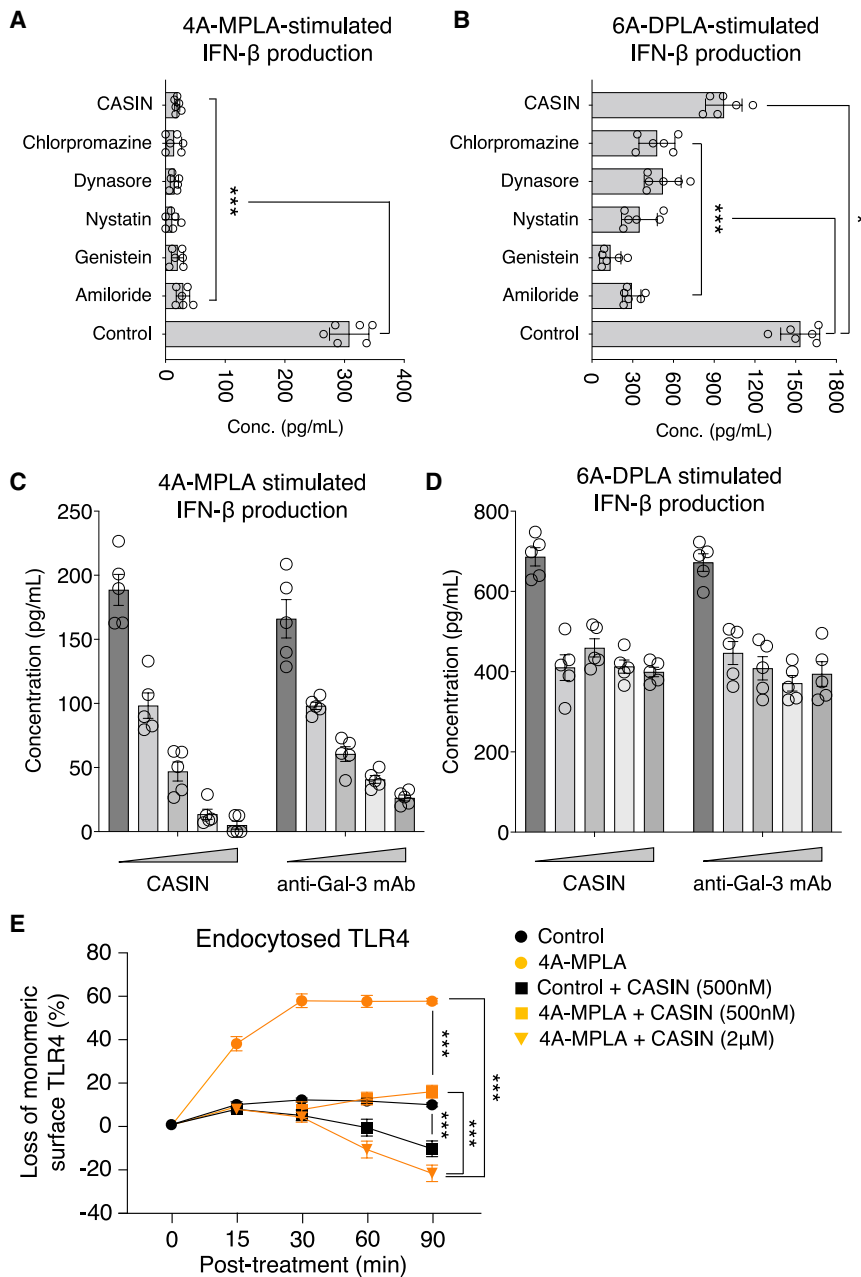 A
4A-MPLA-stimulated
IFN-β production
CASIN
Chlorpromazine
Dynasore
Nystatin
Genistein
Amiloride
Control
***
0
100
200
300
400
Conc. (pg/mL)
B
6A-DPLA-stimulated
IFN-β production
CASIN
Chlorpromazine
Dynasore
Nystatin
Genistein
Amiloride
Control
***
*
0
300
600
900
1200
1500
1800
Conc. (pg/mL)
C
4A-MPLA stimulated
IFN-β production
Concentration (pg/mL)
250
200
150
100
50
0
CASIN
anti-Gal-3 mAb
D
6A-DPLA stimulated
IFN-β production
800
600
400
200
0
CASIN
anti-Gal-3 mAb
E
Endocytosed TLR4
Loss of monomeric
surface TLR4 (%)
80
60
40
20
0
-20
-40
0
15
30
60
90
Post-treatment (min)
***
***
***
***
Control
4A-MPLA
Control + CASIN (500nM)
4A-MPLA + CASIN (500nM)
4A-MPLA + CASIN (2µM)